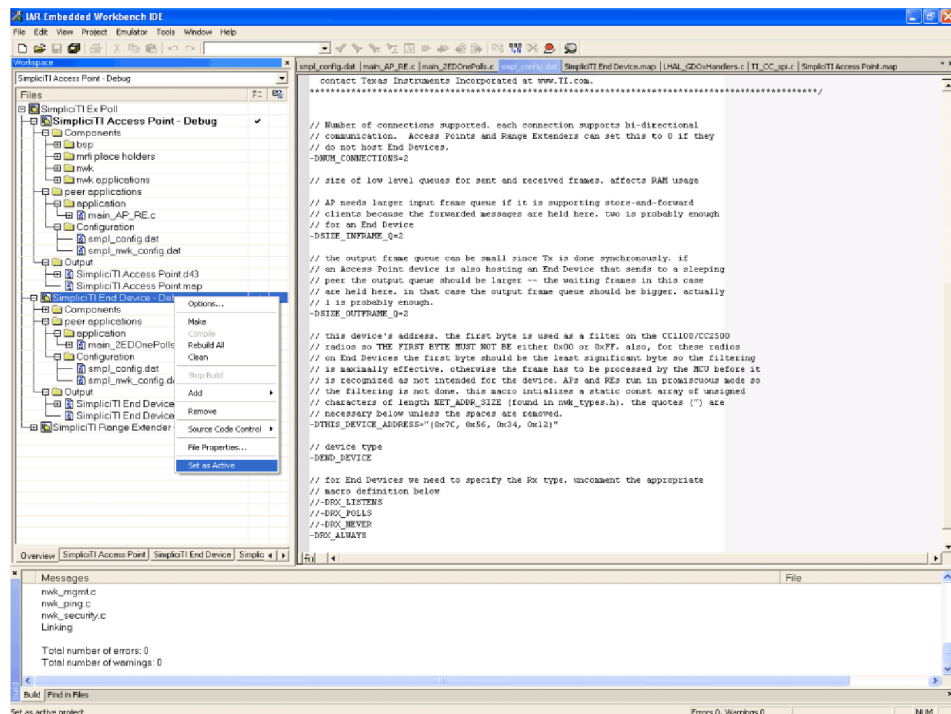 IAR Embedded Workbench IDE
File Edit View Project Emulator Tools Window Help
Workspace
SimpliciTI Access Point - Debug
Files
SimpliciTI Ex Poll
SimpliciTI Access Point - Debug
Components
bsp
mrfi place holders
nwk
nwk applications
peer applications
application
main_AP_RE.c
Configuration
smpl_config.dat
smpl_nwk_config.dat
Output
SimpliciTI Access Point.d43
SimpliciTI Access Point.map
SimpliciTI End Device - Deb
Components
peer applications
application
main_2EDOnePolls
Configuration
smpl_config.dat
smpl_nwk_config.d
Output
SimpliciTI End Device
SimpliciTI End Device
SimpliciTI Range Extender
Options...
Make
Compile
Rebuild All
Clean
Stop Build
Add
Remove
Source Code Control
File Properties...
Set as Active
Overview SimpliciTI Access Point SimpliciTI End Device Simplic
smpl_config.dat main_AP_RE.c main_2EDOnePolls.c smpl_config.dat SimpliciTI End Device.map LHAL_GDOxHandlers.c TI_CC_spi.c SimpliciTI Access Point.map
contact Texas Instruments Incorporated at www.TI.com.
// Number of connections supported. each connection supports bi-directional
// communication. Access Points and Range Extenders can set this to 0 if they
// do not host End Devices.
-DNUM_CONNECTIONS=2
// size of low level queues for sent and received frames. affects RAM usage
// AP needs larger input frame queue if it is supporting store-and-forward
// clients because the forwarded messages are held here. two is probably enough
// for an End Device
-DSIZE_INFRAME_Q=2
// the output frame queue can be small since Tx is done synchronously. if
// an Access Point device is also hosting an End Device that sends to a sleeping
// peer the output queue should be larger -- the waiting frames in this case
// are held here. in that case the output frame queue should be bigger. actually
// 1 is probably enough.
-DSIZE_OUTFRAME_Q=2
// this device's address. the first byte is used as a filter on the CC1100/CC2500
// radios so THE FIRST BYTE MUST NOT BE either 0x00 or 0xFF. also, for these radios
// on End Devices the first byte should be the least significant byte so the filtering
// is maximally effective. otherwise the frame has to be processed by the MCU before it
// is recognized as not intended for the device. APs and REs run in promiscuous mode so
// the filtering is not done. this macro intializes a static const array of unsigned
// characters of length NET_ADDR_SIZE (found in nwk_types.h). the quotes (") are
// necessary below unless the spaces are removed.
-DTHIS_DEVICE_ADDRESS="{0x7C, 0x56, 0x34, 0x12}"
// device type
-DEND_DEVICE
// for End Devices we need to specify the Rx type. uncomment the appropriate
// macro definition below
//-DRX_LISTENS
//-DRX_POLLS
//-DRX_NEVER
-DRX_ALWAYS
Messages File
nwk_mgmt.c
nwk_ping.c
nwk_security.c
Linking
Total number of errors: 0
Total number of warnings: 0
Build Find in Files
Set as active project Errors 0, Warnings 0 NUM